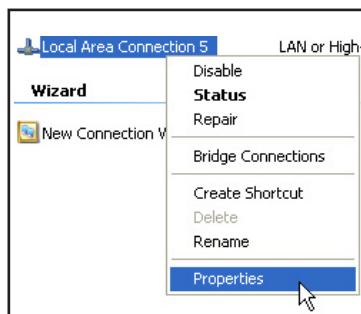 Local Area Connection 5 LAN or High-
Disable
Status
Wizard
Repair
New Connection W
Bridge Connections
Create Shortcut
Delete
Rename
Properties